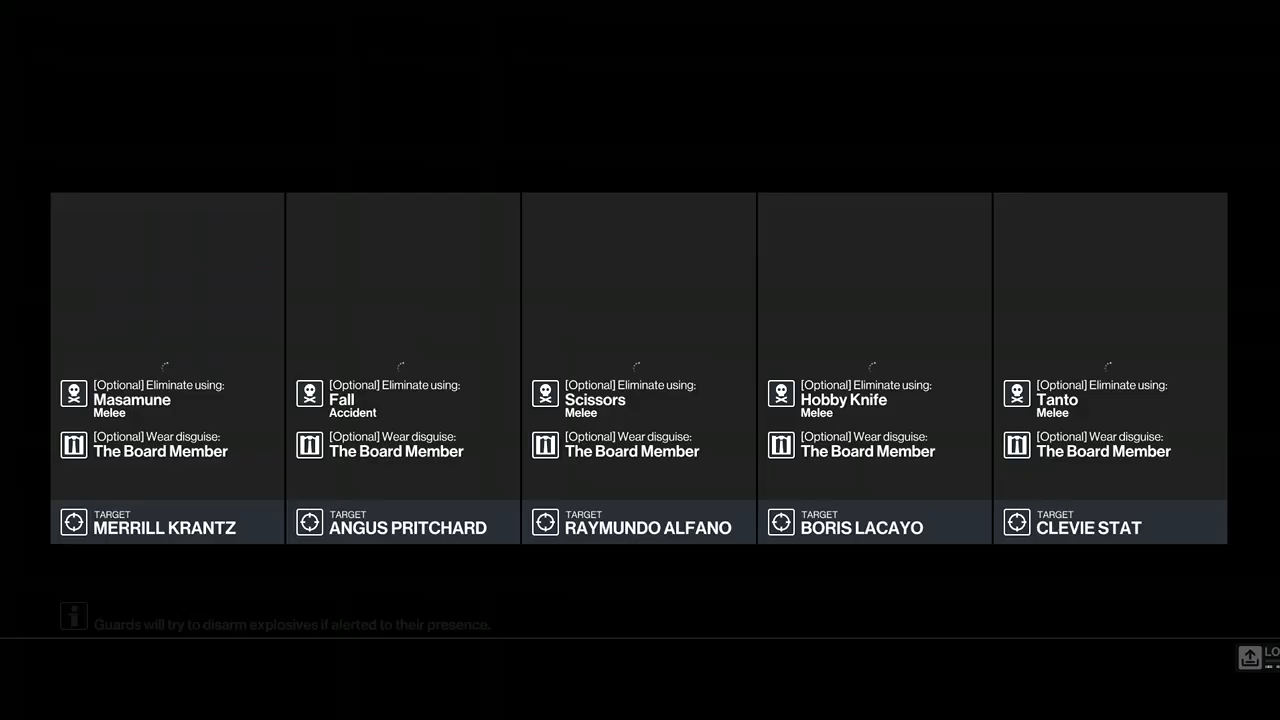 [Optional] Eliminate using:
Masamune
Melee
[Optional] Wear disguise:
The Board Member
TARGET
MERRILL KRANTZ
[Optional] Eliminate using:
Fall
Accident
[Optional] Wear disguise:
The Board Member
TARGET
ANGUS PRITCHARD
[Optional] Eliminate using:
Scissors
Melee
[Optional] Wear disguise:
The Board Member
TARGET
RAYMUNDO ALFANO
[Optional] Eliminate using:
Hobby Knife
Melee
[Optional] Wear disguise:
The Board Member
TARGET
BORIS LACAYO
[Optional] Eliminate using:
Tanto
Melee
[Optional] Wear disguise:
The Board Member
TARGET
CLEVIE STAT
Guards will try to disarm explosives if alerted to their presence.
LO